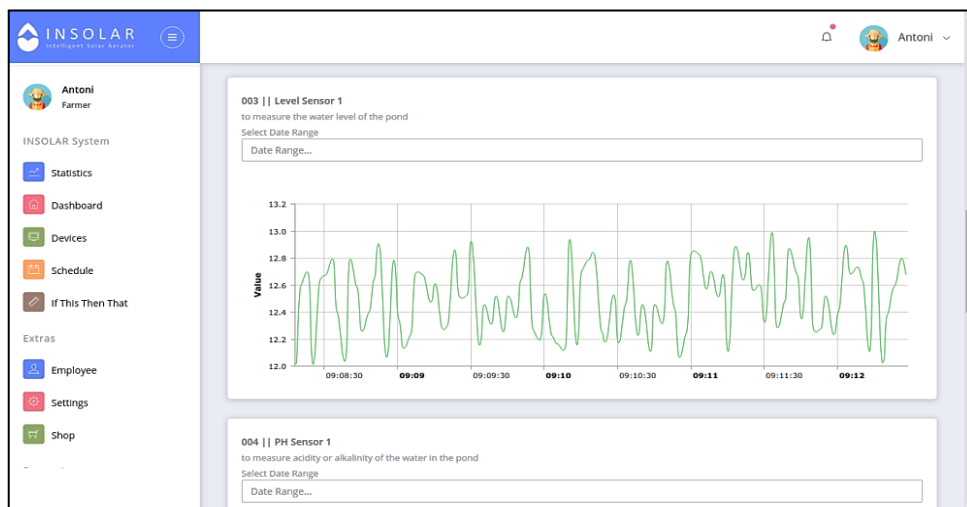 INSOLAR
Intelligent Solar Aerator
Antoni
Antoni
Farmer
INSOLAR System
Statistics
Dashboard
Devices
Schedule
If This Then That
Extras
Employee
Settings
Shop
003 || Level Sensor 1
to measure the water level of the pond
Select Date Range
Date Range...
13.2
13.0
12.8
12.6
12.4
12.2
12.0
Value
09:08:30 09:09 09:09:30 09:10 09:10:30 09:11 09:11:30 09:12
004 || PH Sensor 1
to measure acidity or alkalinity of the water in the pond
Select Date Range
Date Range...